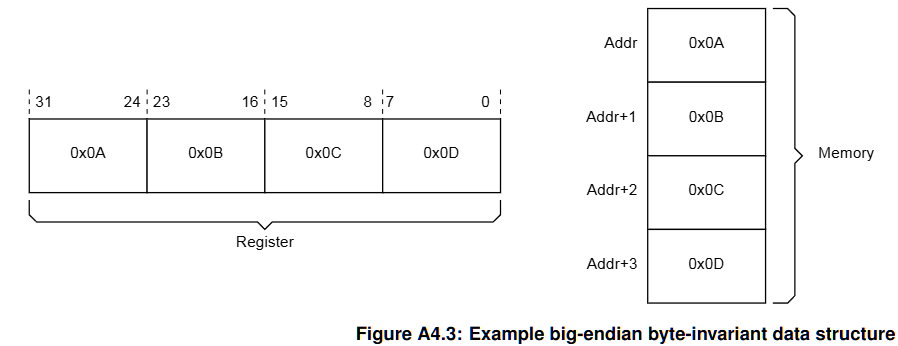 31 24 23 16 15 8 7 0
0x0A 0x0B 0x0C 0x0D
Register
Addr 0x0A
Addr+1 0x0B
Addr+2 0x0C
Addr+3 0x0D
Memory
Figure A4.3: Example big-endian byte-invariant data structure